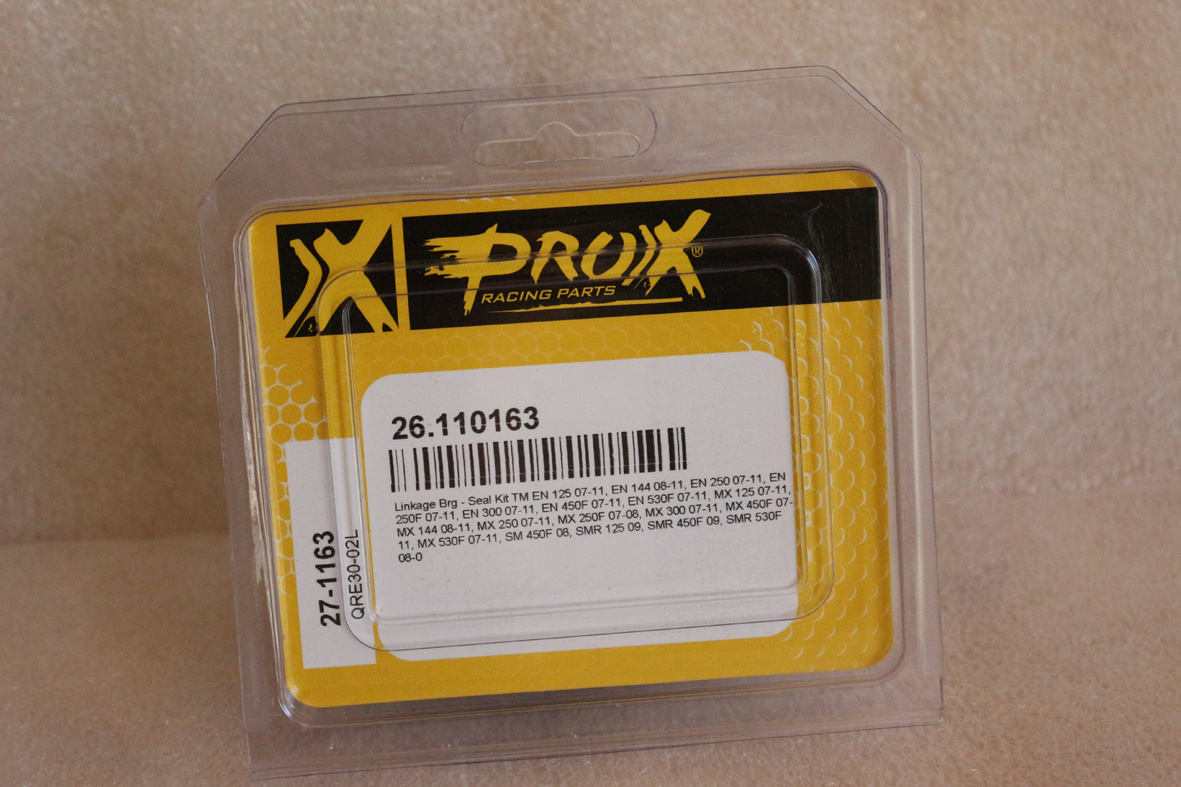 PROX®
RACING PARTS
26.110163
Linkage Brg - Seal Kit TM EN 125 07-11, EN 144 08-11, EN 250 07-11, EN
250F 07-11, EN 300 07-11, EN 450F 07-11, EN 530F 07-11, MX 125 07-11,
MX 144 08-11, MX 250 07-11, MX 250F 07-08, MX 300 07-11, MX 450F 07-
11, MX 530F 07-11, SM 450F 08, SMR 125 09, SMR 450F 09, SMR 530F
08-0
27-1163
QRE30-02L